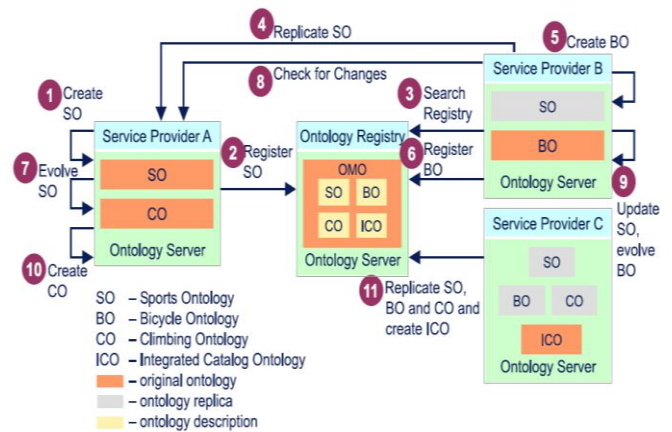 4 Replicate SO
5 Create BO
8 Check for Changes
Service Provider B
1 Create
SO
3 Search
Registry
SO
Service Provider A
2 Register
SO
Ontology Registry
6 Register
BO
BO
7 Evolve
SO
SO
OMO
SO BO
CO
CO ICO
Ontology Server
9 Update
SO,
evolve
BO
Service Provider C
Ontology Server
Ontology Server
10 Create
CO
SO
11 Replicate SO,
BO and CO and
create ICO
BO CO
ICO
Ontology Server
SO – Sports Ontology
BO – Bicycle Ontology
CO – Climbing Ontology
ICO – Integrated Catalog Ontology
– original ontology
– ontology replica
– ontology description